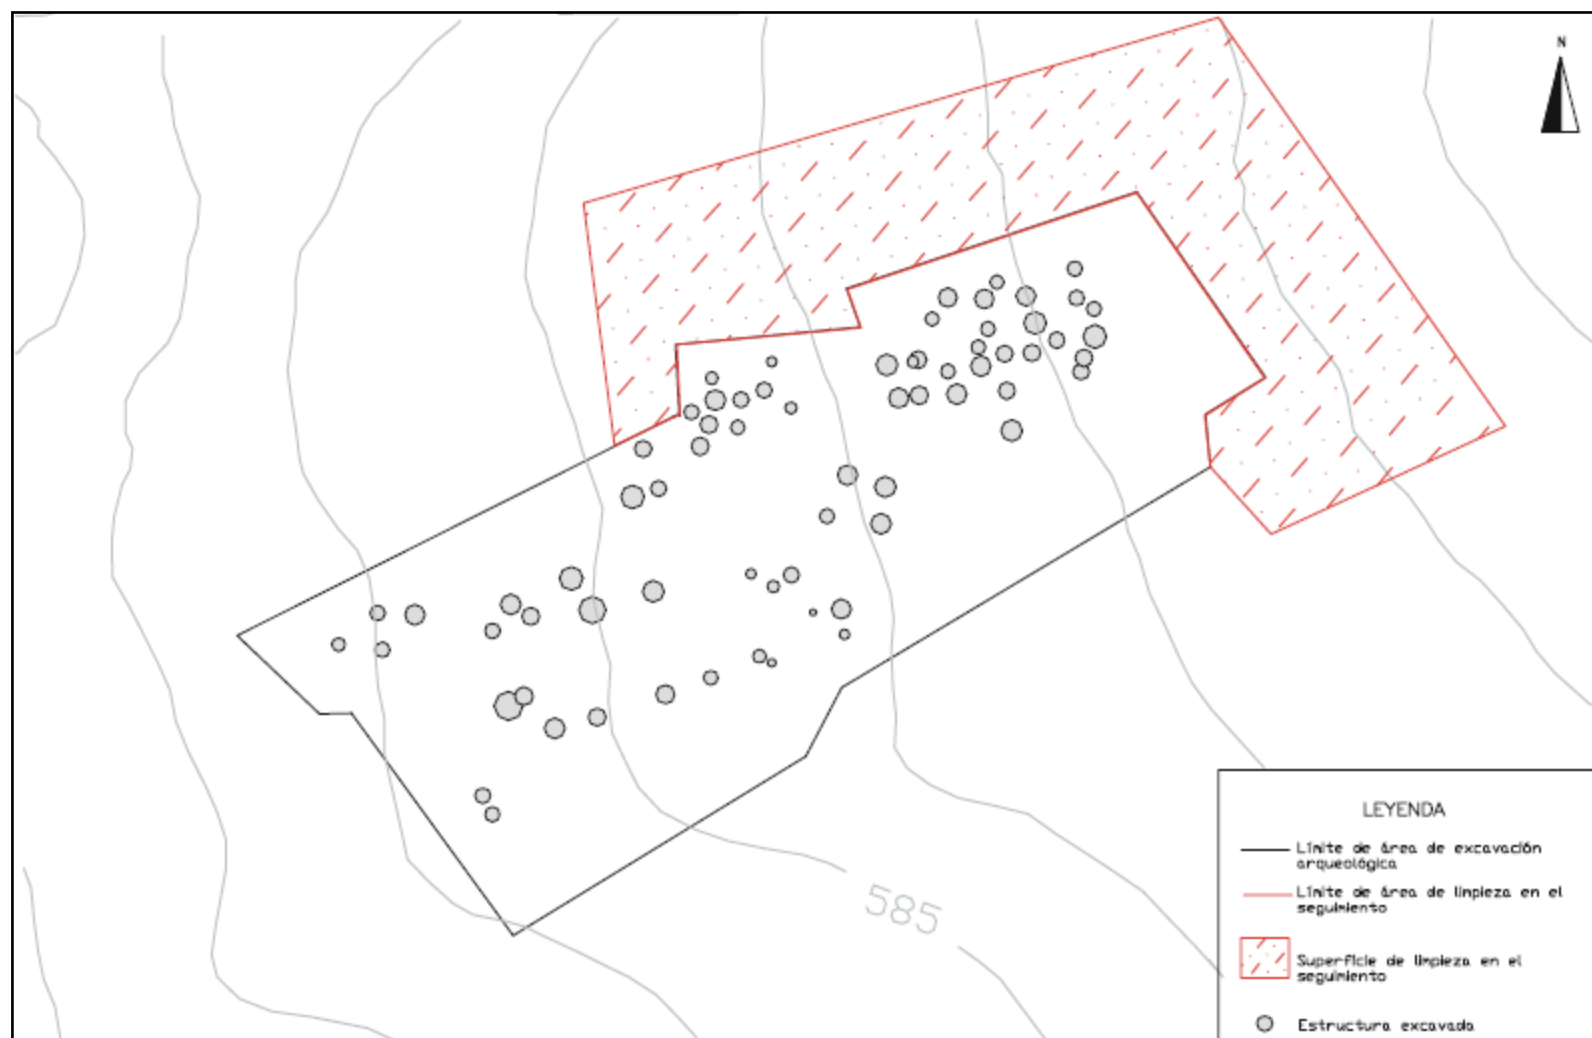 N
585
LEYENDA
Límite de área de excavación
arqueológica
Límite de área de limpieza en el
seguimiento
Superficie de limpieza en el
seguimiento
Estructura excavada